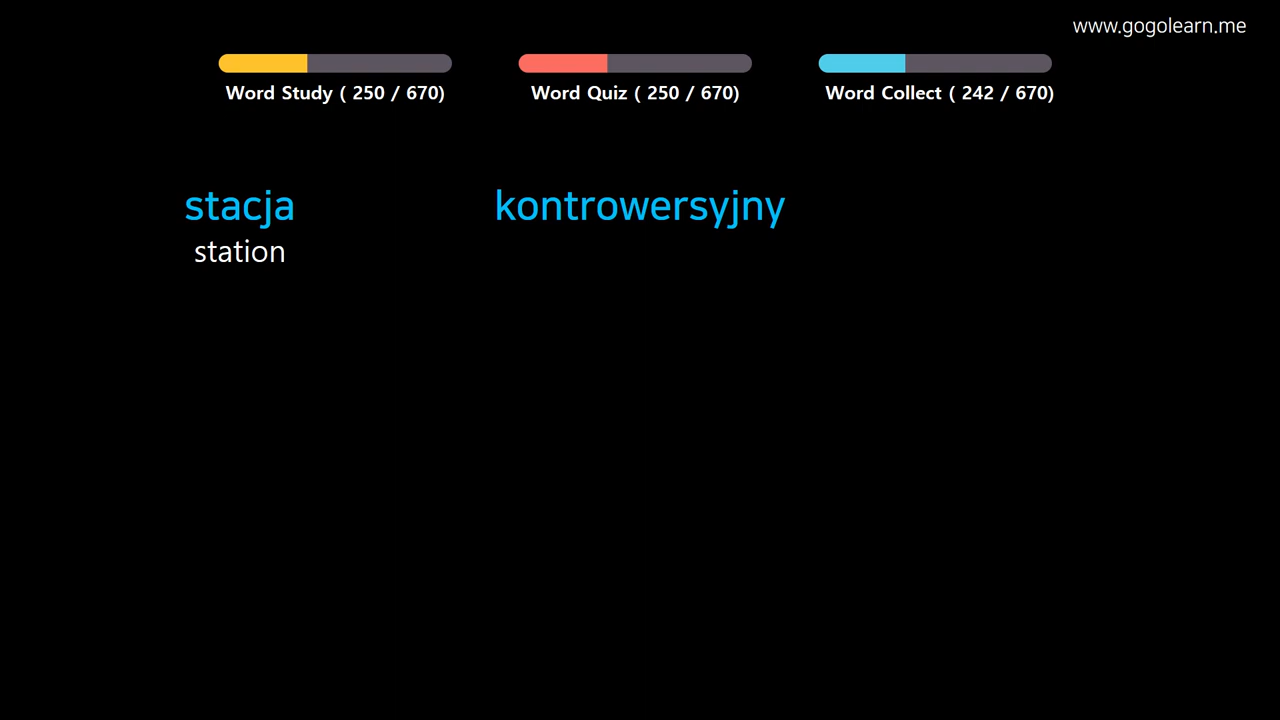 www.gogolearn.me
Word Study ( 250 / 670)
Word Quiz ( 250 / 670)
Word Collect ( 242 / 670)
stacja
kontrowersyjny
station